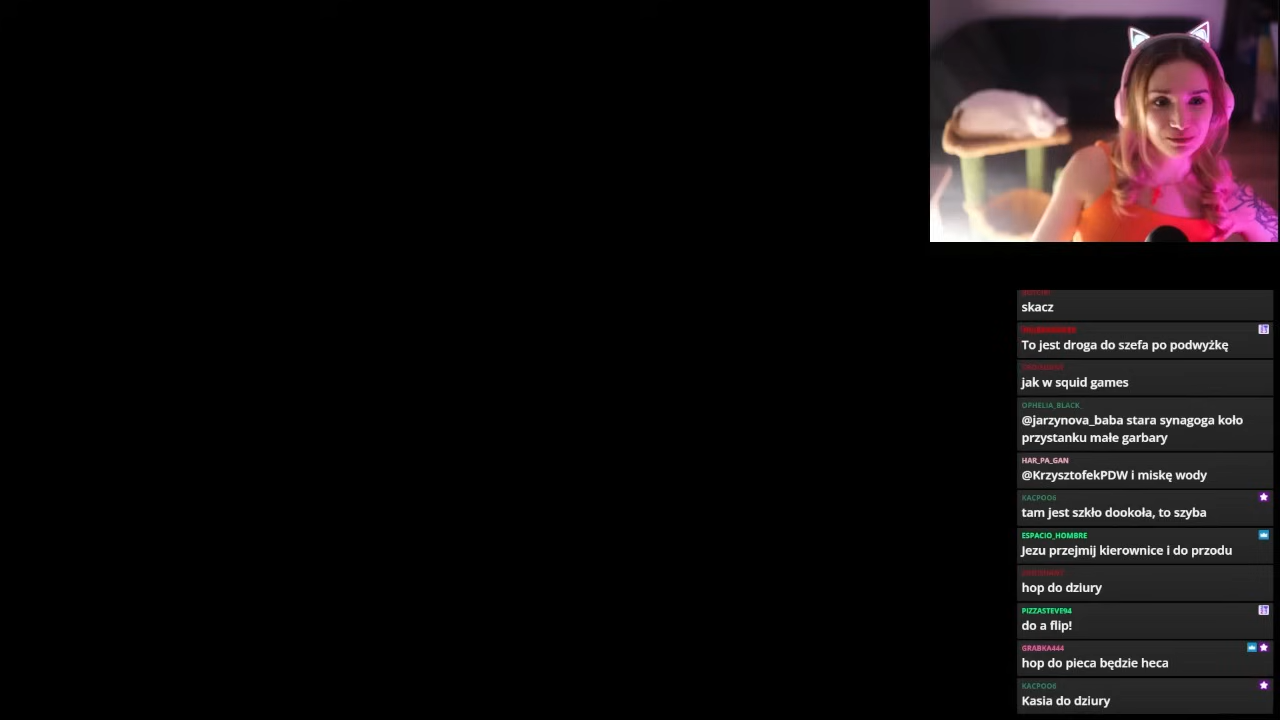 skacz
To jest droga do szefa po podwyżkę
jak w squid games
OPHELIA_BLACK
@jarzynova_baba stara synagoga koło
przystanku małe garbary
HAR_PA_GAN
@KrzysztofekPDW i miskę wody
KACPOO6
tam jest szkło dookoła, to szyba
ESPACIO_HOMBRE
Jezu przejmij kierownice i do przodu
hop do dziury
PIZZASTEVE94
do a flip!
GRABKA444
hop do pieca będzie heca
KACPOO6
Kasia do dziury